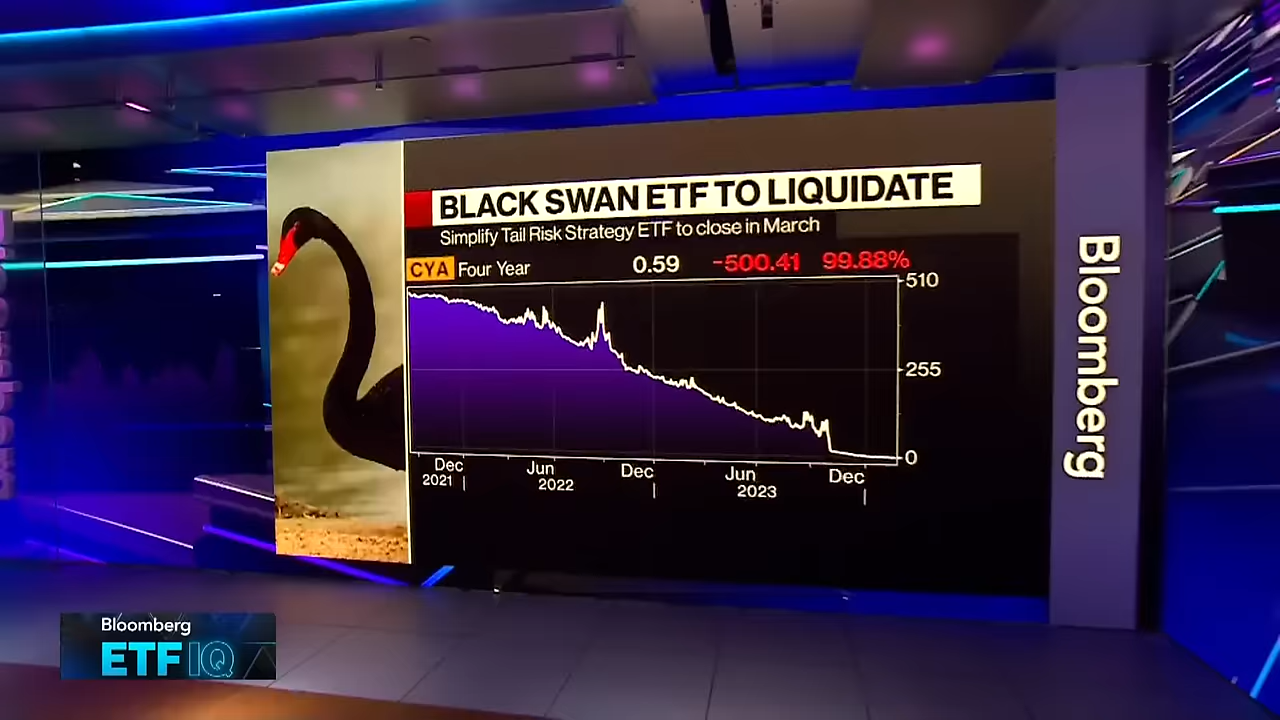 BLACK SWAN ETF TO LIQUIDATE
Simplify Tail Risk Strategy ETF to close in March
CYA Four Year 0.59 -500.41 99.88%
510
255
0
Dec Jun Dec Jun Dec
2021 2022 2023
Bloomberg
Bloomberg
ETF IQ